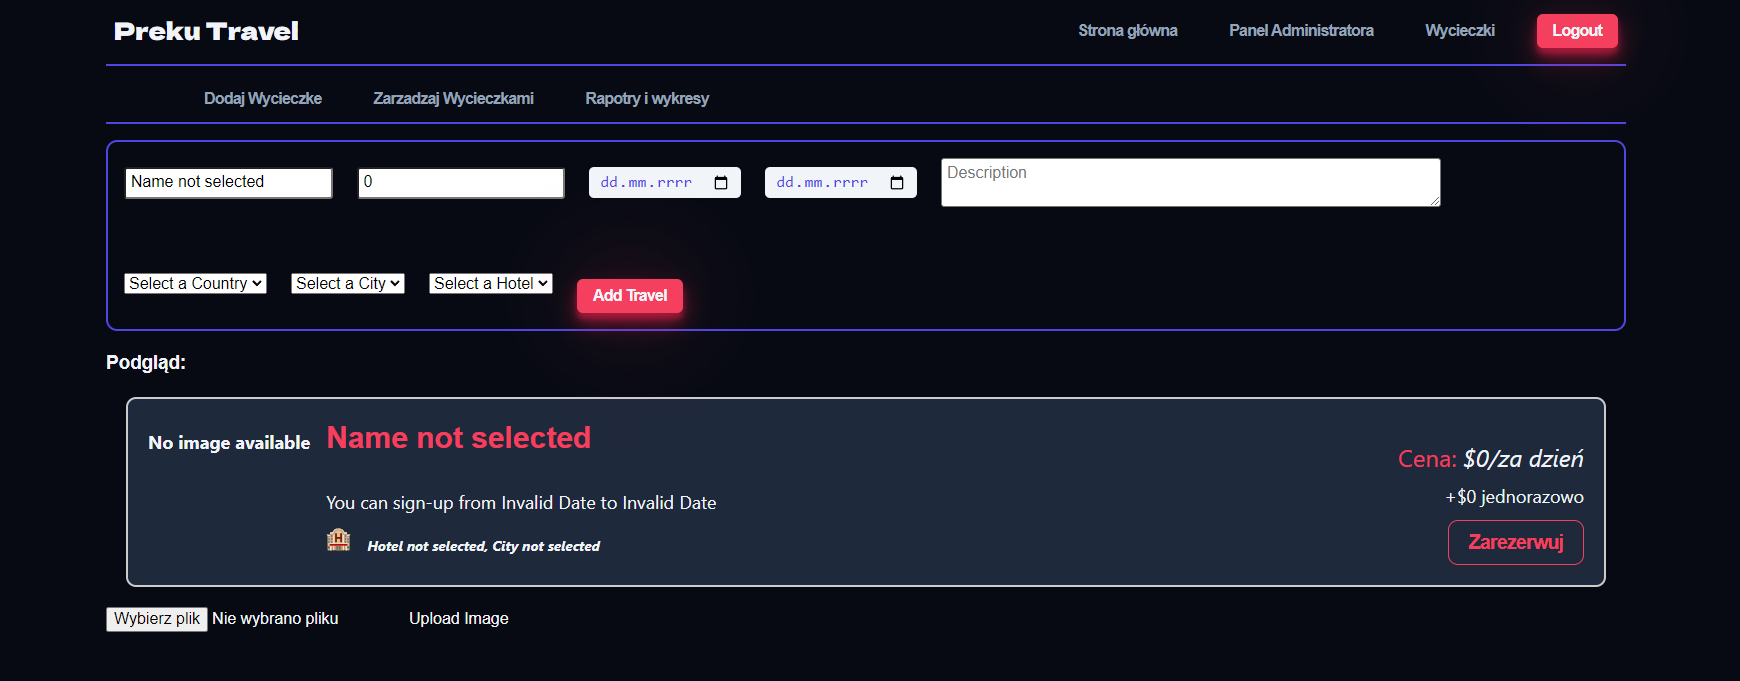 Preku Travel
Strona główna Panel Administratora Wycieczki Logout
Dodaj Wycieczke Zarzadzaj Wycieczkami Rapotry i wykresy
Name not selected 0 dd.mm.rrrr dd.mm.rrrr Description
Select a Country Select a City Select a Hotel Add Travel
Podgląd:
No image available Name not selected
Cena: $0/za dzień
You can sign-up from Invalid Date to Invalid Date
+$0 jednorazowo
H Hotel not selected, City not selected
Zarezerwuj
Wybierz plik Nie wybrano pliku Upload Image